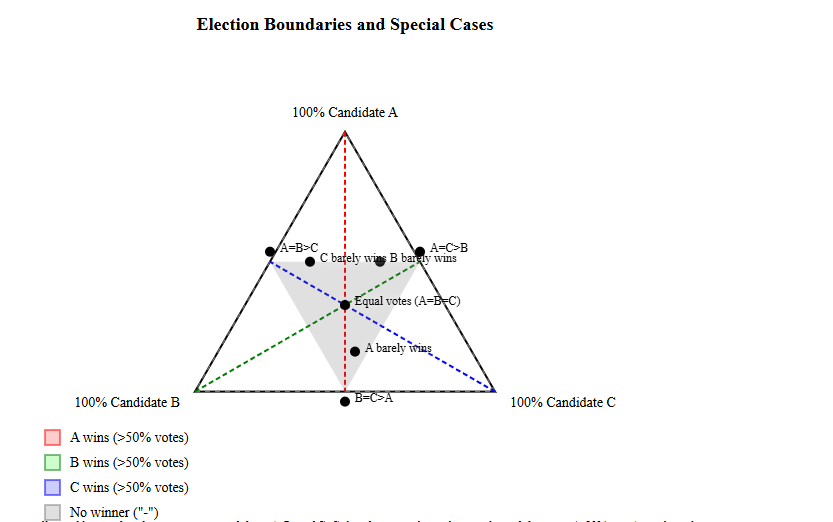 Election Boundaries and Special Cases
100% Candidate A
A=B>C
A=C>B
C barely wins
B barely wins
Equal votes (A=B=C)
A barely wins
B=C>A
100% Candidate B
100% Candidate C
A wins (>50% votes)
B wins (>50% votes)
C wins (>50% votes)
No winner ("-")